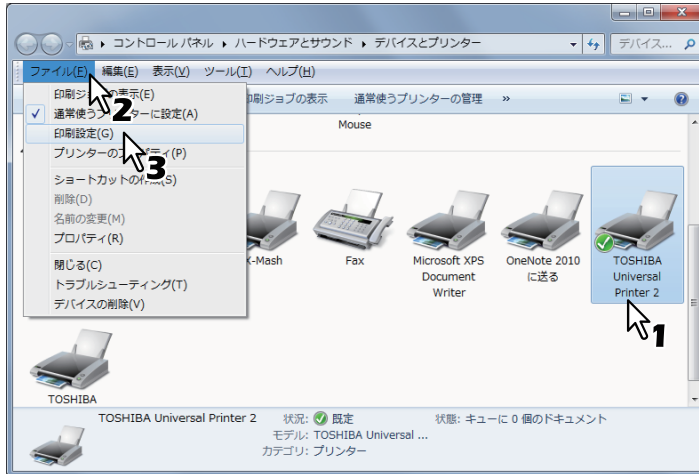 コントロール パネル ▸ ハードウェアとサウンド ▸ デバイスとプリンター
デバイス...
ファイル(F) 編集(E) 表示(V) ツール(T) ヘルプ(H)
2
印刷ジョブの表示 通常使うプリンターの管理 »
印刷ジョブの表示(E)
通常使うプリンターに設定(A)
印刷設定(G)
3
プリンターのプロパティ(P)
ショートカットの作成(S)
削除(D)
名前の変更(M)
プロパティ(R)
閉じる(C)
トラブルシューティング(T)
デバイスの削除(V)
Mouse
-Mash
Fax
Microsoft XPS
Document
Writer
OneNote 2010
に送る
TOSHIBA
Universal
Printer 2
1
TOSHIBA
TOSHIBA Universal Printer 2 状況: 既定 状態: キューに 0 個のドキュメント
モデル: TOSHIBA Universal ...
カテゴリ: プリンター